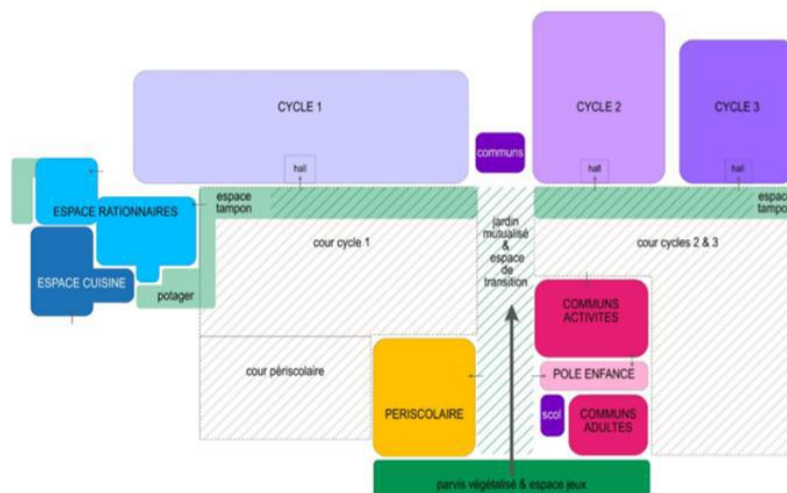 CYCLE 1
CYCLE 2
CYCLE 3
communs
hall
hall
hall
ESPACE RATIONNAIRES
espace
tampon
espace
tampon
jardin
mutualisé
&
espace
de
transition
cour cycle 1
cour cycles 2 & 3
ESPACE CUISINE
potager
COMMUNS
ACTIVITES
cour périscolaire
POLE ENFANCE
PERISCOLAIRE
scol
COMMUNS
ADULTES
parvis végétalisé & espace jeux